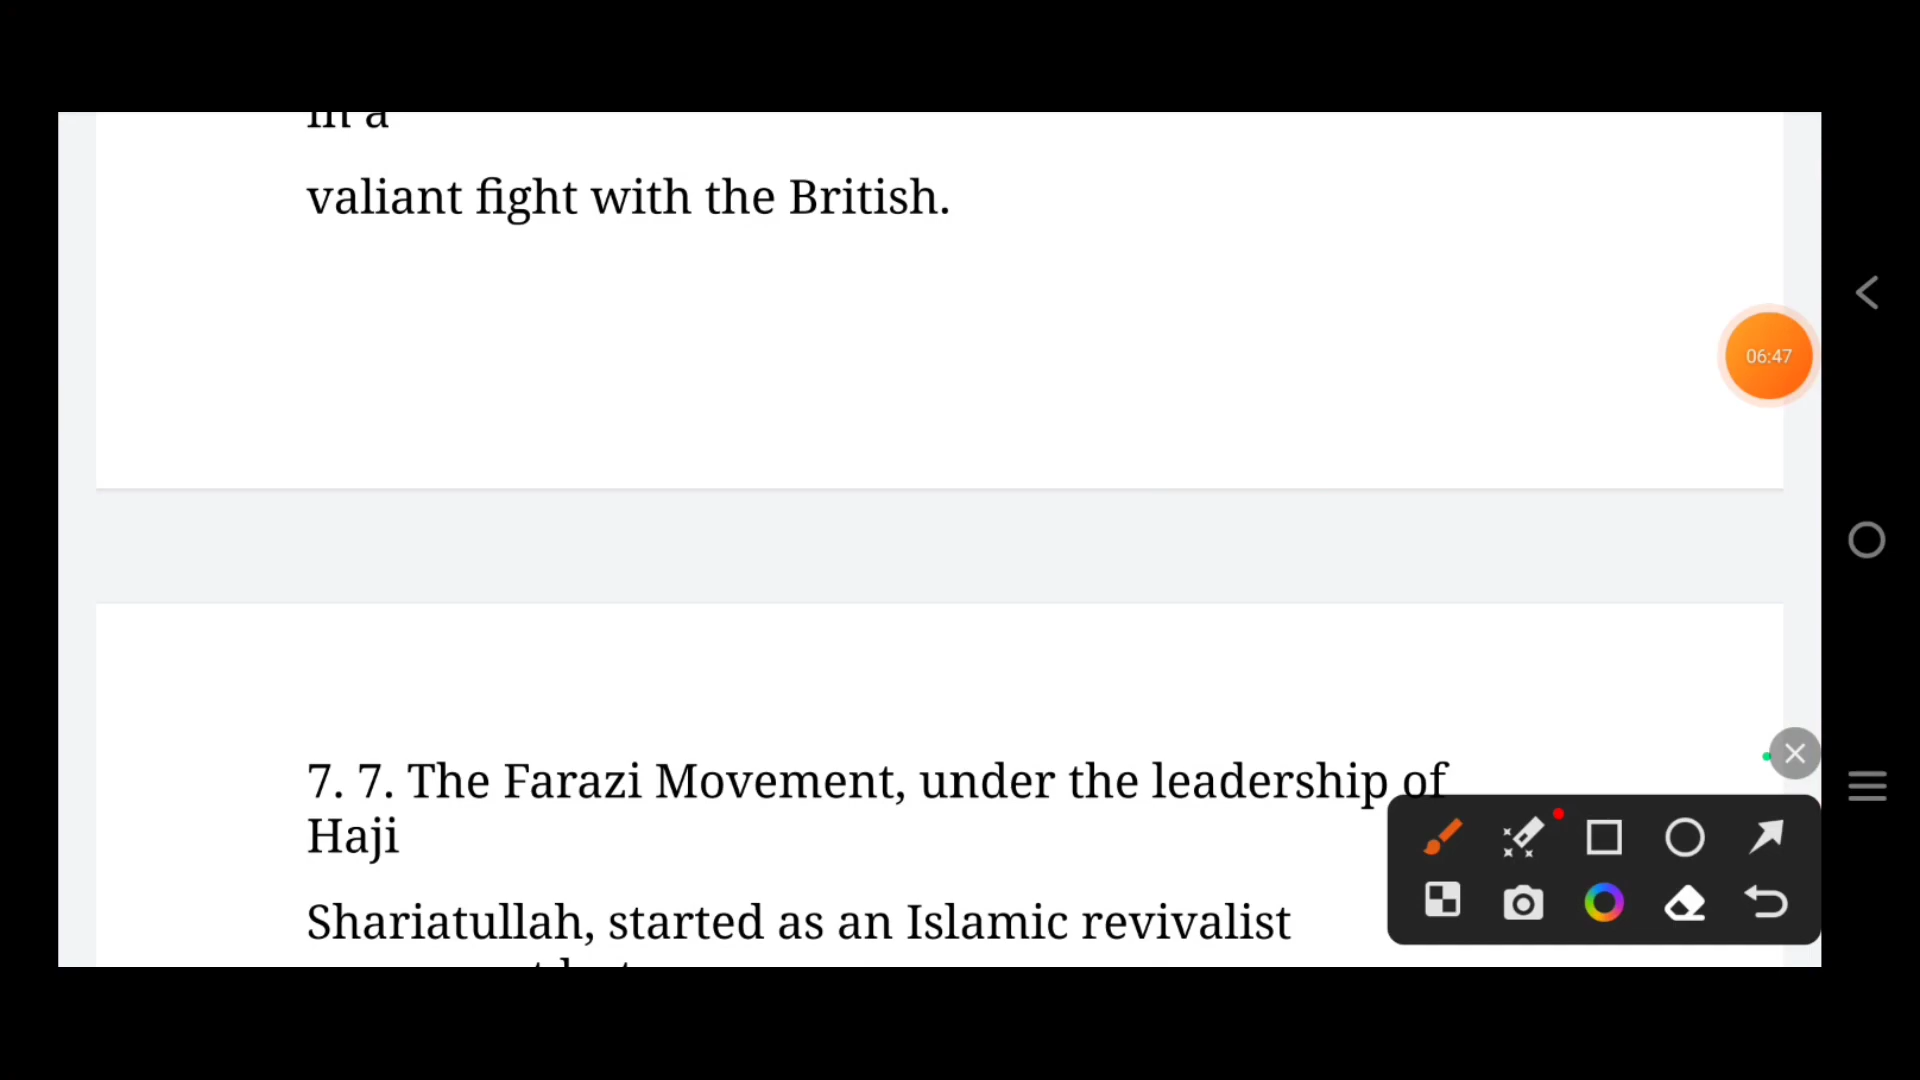 in a
valiant fight with the British.
06:47
7. 7. The Farazi Movement, under the leadership of
Haji
Shariatullah, started as an Islamic revivalist